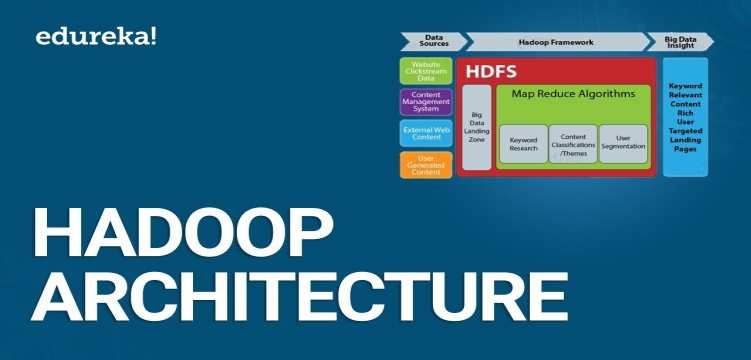 edureka!
Data
Sources
Hadoop Framework
Big Data
Insight
Website
Clickstream
Data
Content
Management
System
External Web
Content
User
Generated
Content
HDFS
Big
Data
Landing
Zone
Map Reduce Algorithms
Keyword
Research
Content
Classifications
/Themes
User
Segmentation
Keyword
Relevant
Content
Rich
User
Targeted
Landing
Pages
HADOOP
ARCHITECTURE